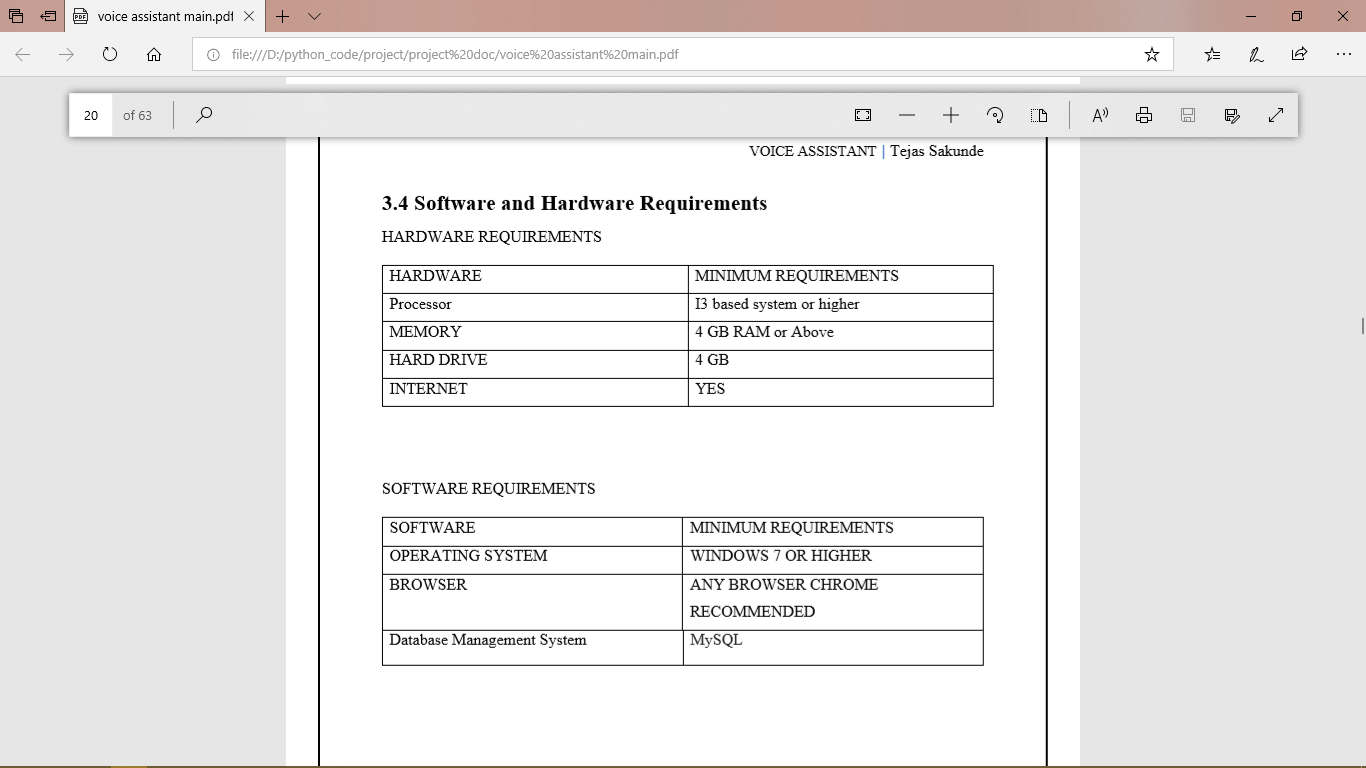 voice assistant main.pdf
file:///D:/python_code/project/project%20doc/voice%20assistant%20main.pdf
20 of 63
VOICE ASSISTANT | Tejas Sakunde
3.4 Software and Hardware Requirements
HARDWARE REQUIREMENTS
HARDWARE MINIMUM REQUIREMENTS
Processor I3 based system or higher
MEMORY 4 GB RAM or Above
HARD DRIVE 4 GB
INTERNET YES
SOFTWARE REQUIREMENTS
SOFTWARE MINIMUM REQUIREMENTS
OPERATING SYSTEM WINDOWS 7 OR HIGHER
BROWSER ANY BROWSER CHROME
RECOMMENDED
Database Management System MySQL